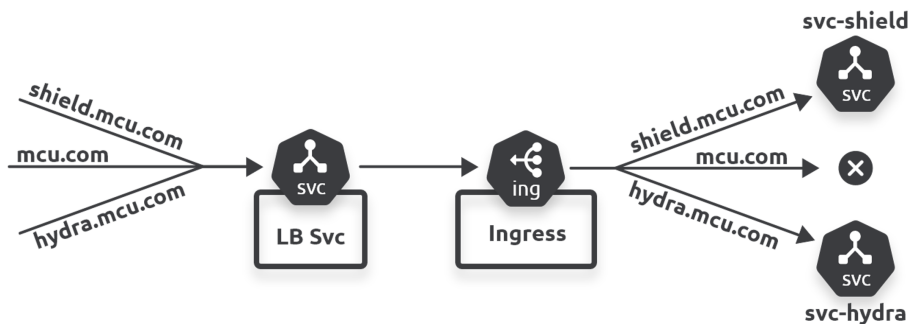 shield.mcu.com
mcu.com
hydra.mcu.com
svc
LB Svc
ing
Ingress
shield.mcu.com
mcu.com
hydra.mcu.com
svc-shield
svc
svc
svc-hydra